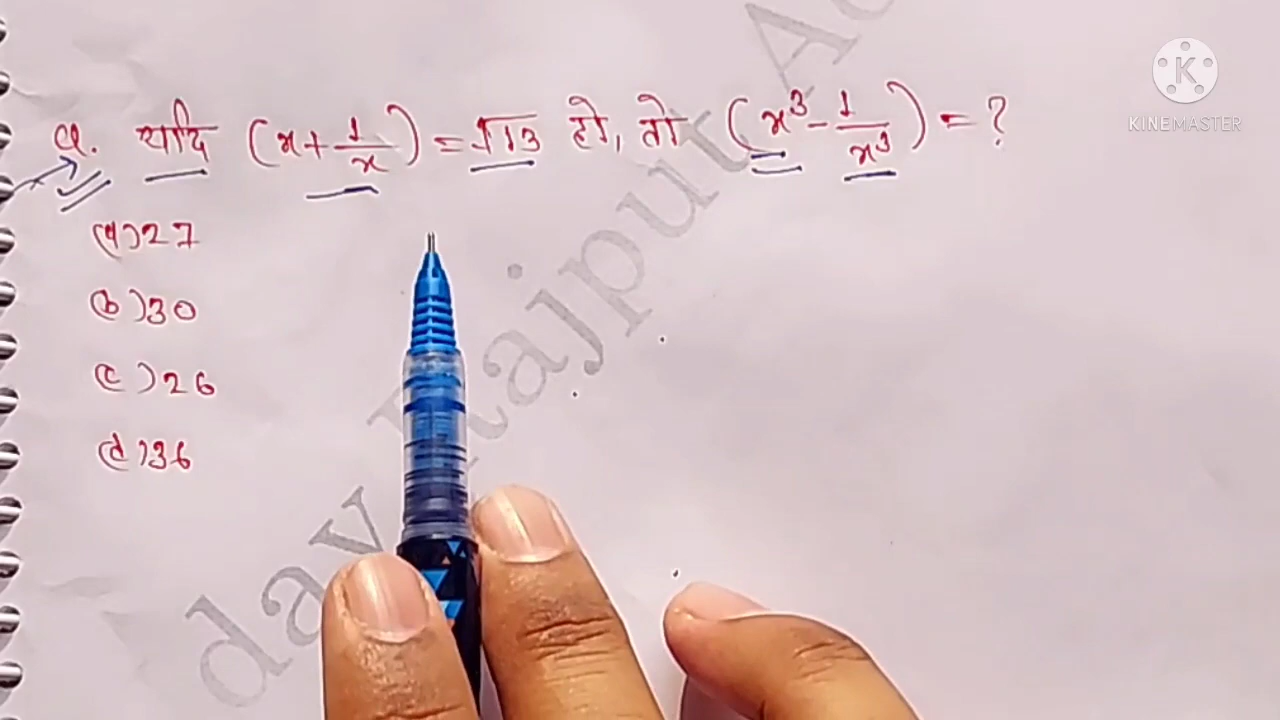 Q. यदि (x+1/x) = √13 हो, तो (x³-1/x³) = ?
(a) 27
(b) 30
(c) 26
(d) 36
KINEMASTER